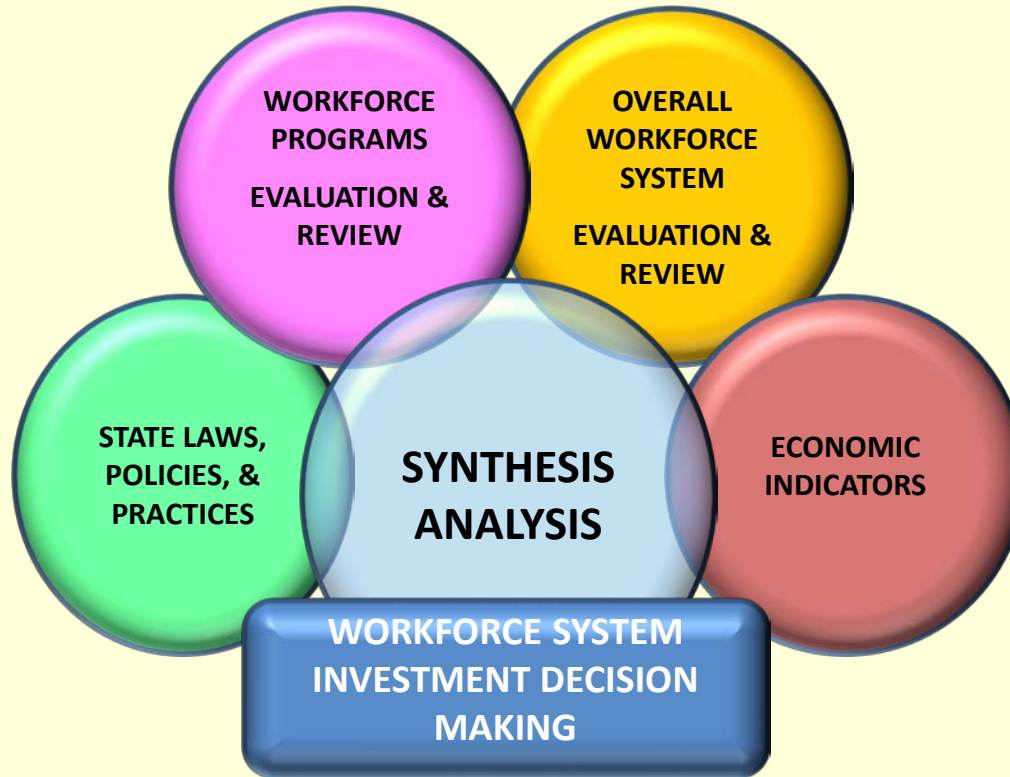 WORKFORCE
PROGRAMS
EVALUATION &
REVIEW
OVERALL
WORKFORCE
SYSTEM
EVALUATION &
REVIEW
STATE LAWS,
POLICIES, &
PRACTICES
SYNTHESIS
ANALYSIS
ECONOMIC
INDICATORS
WORKFORCE SYSTEM
INVESTMENT DECISION
MAKING